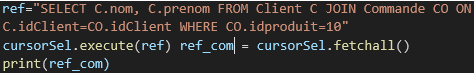 ref="SELECT C.nom, C.prenom FROM Client C JOIN Commande CO ON
C.idClient=CO.idClient WHERE CO.idproduit=10"
cursorSel.execute(ref) ref_com = cursorSel.fetchall()
print(ref_com)